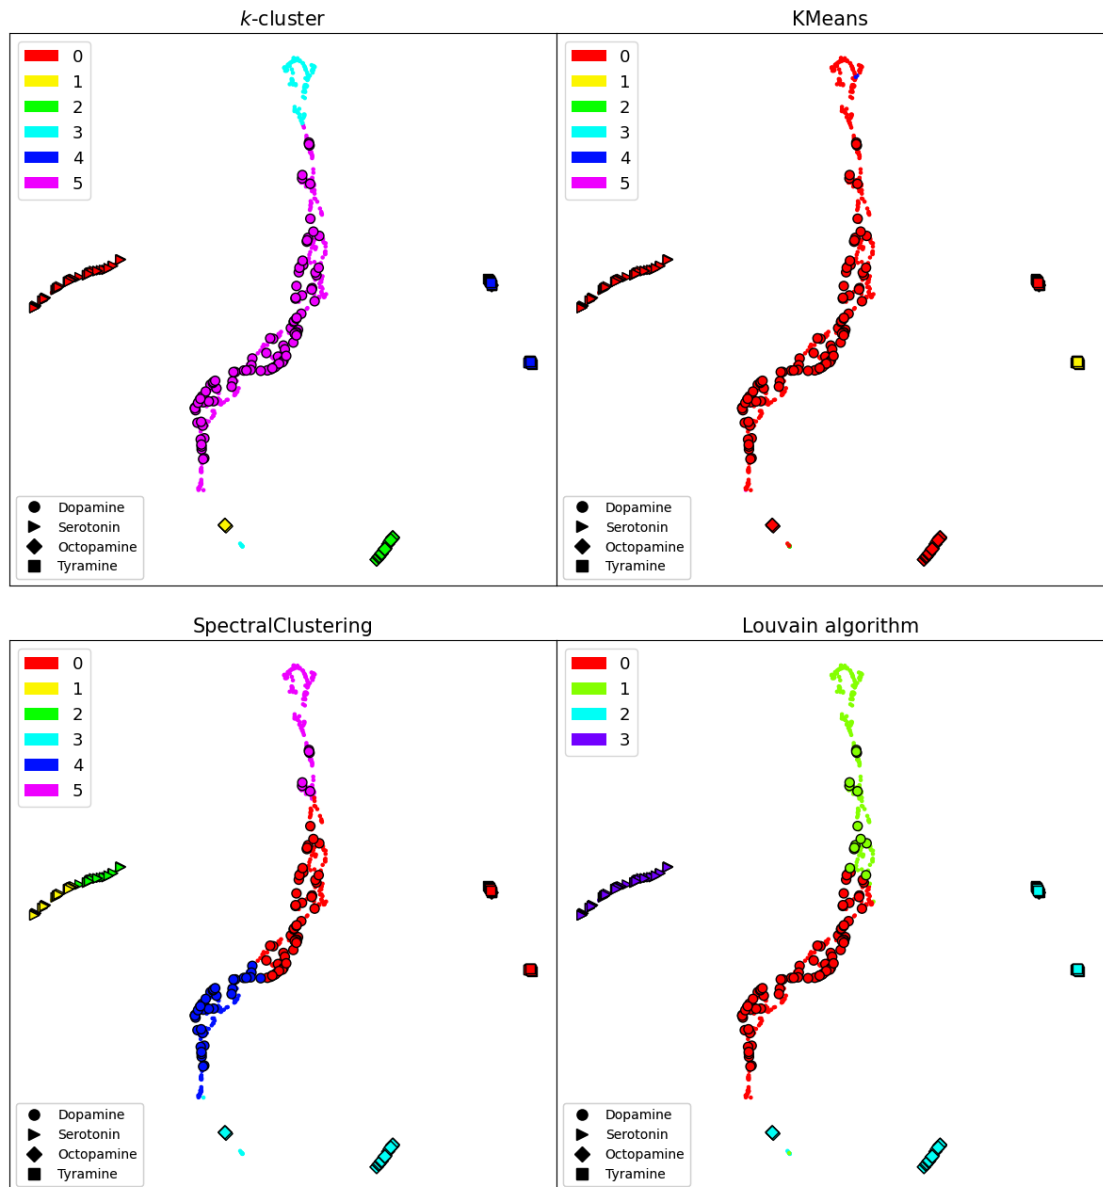 k-cluster
0
1
2
3
4
5
Dopamine
Serotonin
Octopamine
Tyramine
KMeans
0
1
2
3
4
5
Dopamine
Serotonin
Octopamine
Tyramine
SpectralClustering
0
1
2
3
4
5
Dopamine
Serotonin
Octopamine
Tyramine
Louvain algorithm
0
1
2
3
Dopamine
Serotonin
Octopamine
Tyramine